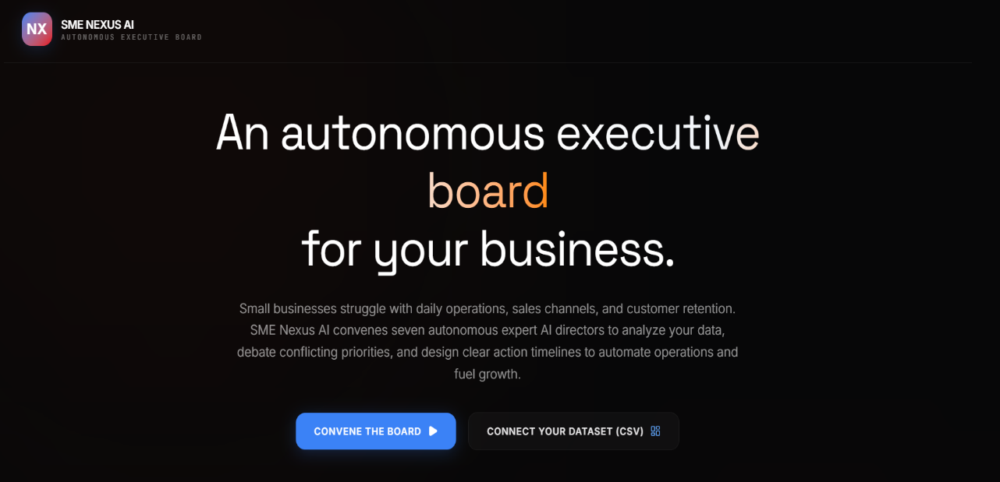 NX
SME NEXUS AI
AUTONOMOUS EXECUTIVE BOARD
An autonomous executive
board
for your business.
Small businesses struggle with daily operations, sales channels, and customer retention.
SME Nexus AI convenes seven autonomous expert AI directors to analyze your data,
debate conflicting priorities, and design clear action timelines to automate operations and
fuel growth.
CONVENE THE BOARD
CONNECT YOUR DATASET (CSV)